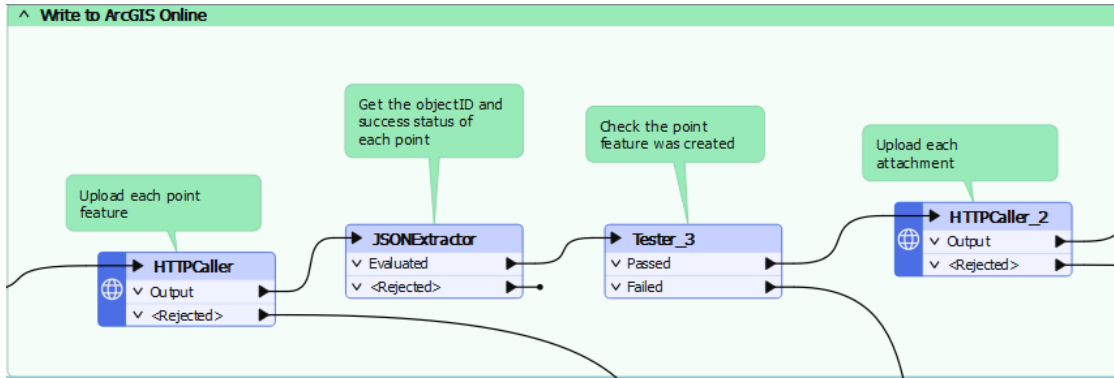 Write to ArcGIS Online
Upload each point
feature
HTTPCaller
Output
<Rejected>
Get the objectID and
success status of
each point
JSONExtractor
Evaluated
<Rejected>
Check the point
feature was created
Tester_3
Passed
Failed
Upload each
attachment
HTTPCaller_2
Output
<Rejected>